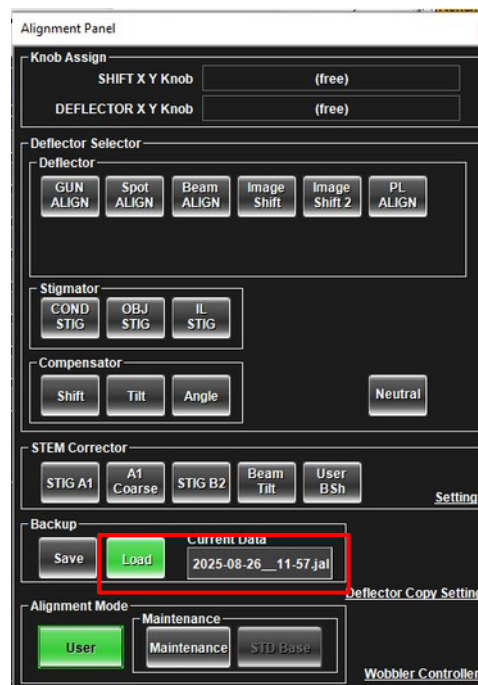 Alignment Panel
Knob Assign
SHIFT X Y Knob (free)
DEFLECTOR X Y Knob (free)
Deflector Selector
Deflector
GUN ALIGN Spot ALIGN Beam ALIGN Image Shift Image Shift 2 PL ALIGN
Stigmator
COND STIG OBJ STIG IL STIG
Compensator
Shift Tilt Angle Neutral
STEM Corrector
STIG A1 A1 Coarse STIG B2 Beam Tilt User BSh
Setting
Backup
Current Data
Save Load 2025-08-26__11-57.jal
Deflector Copy Setting
Alignment Mode
Maintenance
User Maintenance STD Base
Wobbler Controller